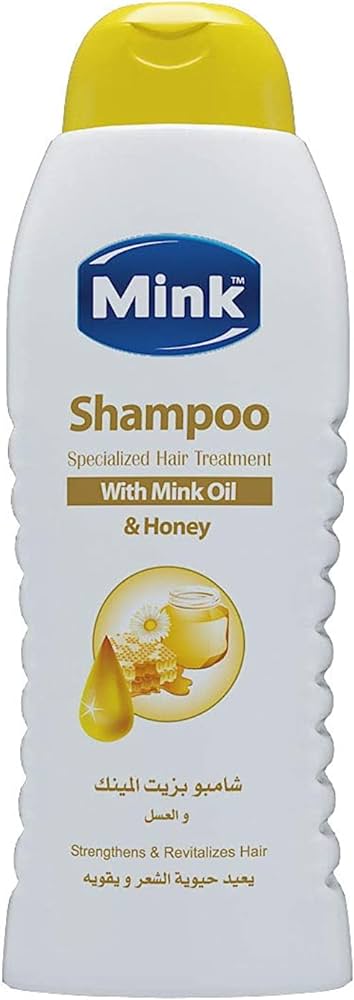 Mink™
Shampoo
Specialized Hair Treatment
With Mink Oil
& Honey
شامبو بزيت المينك
و العسل
Strengthens & Revitalizes Hair
يعيد حيوية الشعر و يقويه